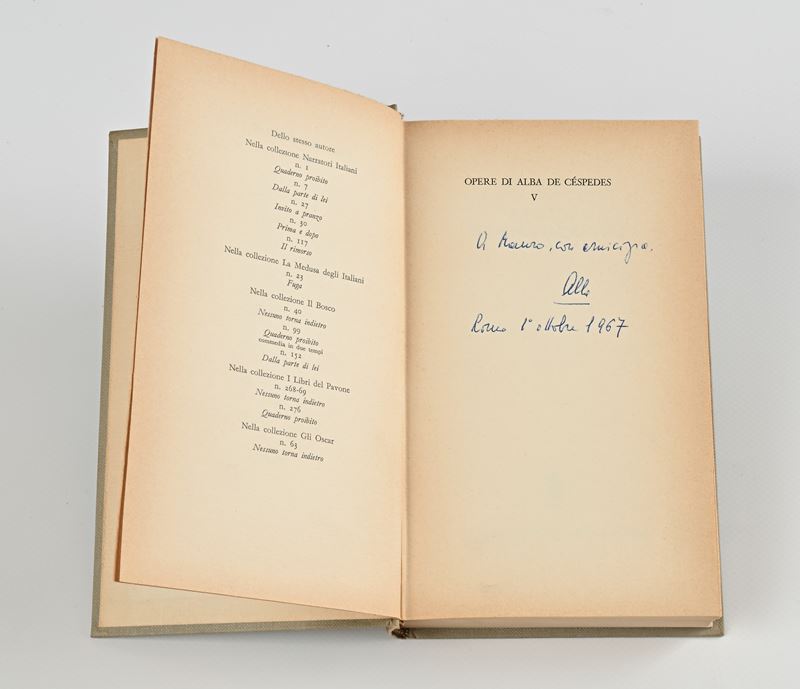 Dello stesso autore
Nella collezione Narratori Italiani
n. 1
Quaderno proibito
n. 7
Dalla parte di lei
n. 27
Invito a pranzo
n. 50
Prima e dopo
n. 117
Il rimorso
Nella collezione La Medusa degli Italiani
n. 23
Fuga
Nella collezione Il Bosco
n. 40
Nessuno torna indietro
n. 99
Quaderno proibito
commedia in due tempi
n. 152
Dalla parte di lei
Nella collezione I Libri del Pavone
n. 268-69
Nessuno torna indietro
n. 276
Quaderno proibito
Nella collezione Gli Oscar
n. 63
Nessuno torna indietro
OPERE DI ALBA DE CÉSPEDES
V
A Mauro, con amicizia.
Alba
Roma 1° ottobre 1967